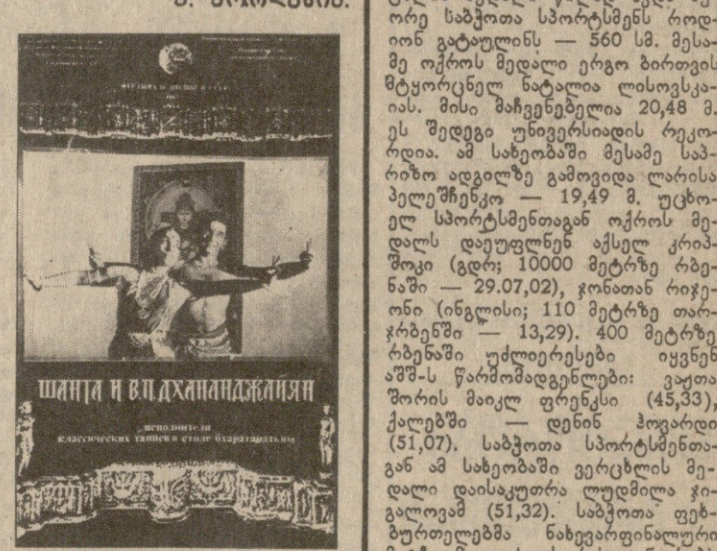 ШАНТА И В.П.ДХАНАНДЖАЙЯН
исполнители
классических танцев в стиле бхаратанатьям
ორე საბჭოთა სპორტსმენს როდ-
იონ გატაულინს — 560 სმ. მესა-
მე ოქროს მედალი ერგო ბირთვის
მტყორცნელ ნატალია ლისოვსკა-
იას. მისი მაჩვენებელია 20,48 მ.
ეს შედეგი უნივერსიადის რეკო-
რდია. ამ სახეობაში მესამე საპ-
რიზო ადგილზე გამოვიდა ლარისა
პელეშჩენკო — 19,49 მ. უცხო-
ელ სპორტსმენთაგან ოქროს მე-
დალს დაეუფლნენ აქსელ კრიპ-
შოკი (გდრ; 10000 მეტრზე რბე-
ნაში — 29.07,02), ჯონათან რიჯე-
ონი (ინგლისი; 110 მეტრზე თარ-
ჯრბენში — 13,29). 400 მეტრზე
რბენაში უძლიერესები იყვნენ
აშშ-ს წარმომადგენლები: ვაჟთა
შორის მაიკლ ფრენკსი (45,33),
ქალებში — დენინ ჰოვარდი
(51,07). საბჭოთა სპორტსმენთა-
გან ამ სახეობაში ვერცხლის მე-
დალი დაისაკუთრა ლუდმილა ჯი-
გალოვამ (51,32). საბჭოთა ფეხ-
ბურთელებმა ნახევარფინალური